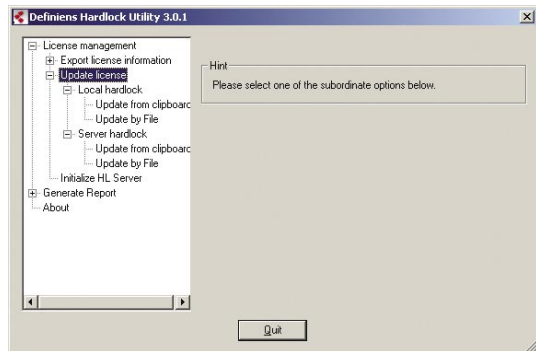 Definiens Hardlock Utility 3.0.1
License management
Export license information
Update license
Local hardlock
Update from clipboarc
Update by File
Server hardlock
Update from clipboarc
Update by File
Initialize HL Server
Generate Report
About
Hint
Please select one of the subordinate options below.
Quit